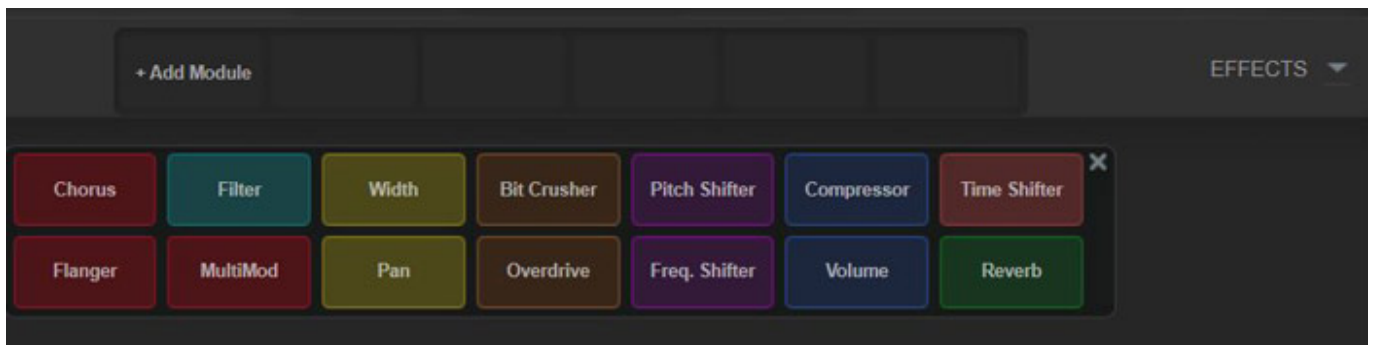 + Add Module
EFFECTS
Chorus Filter Width Bit Crusher Pitch Shifter Compressor Time Shifter
Flanger MultiMod Pan Overdrive Freq. Shifter Volume Reverb